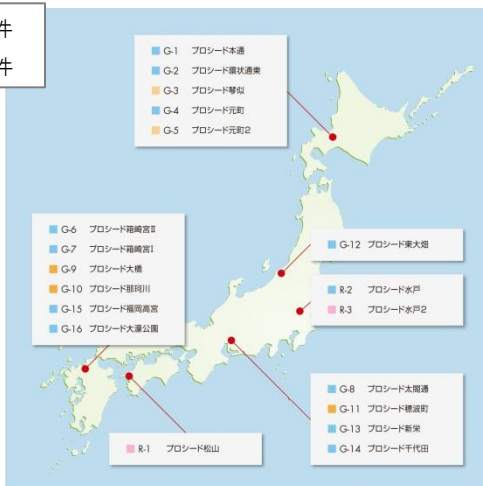 件
件
G-1 プロシード本通
G-2 プロシード環状通東
G-3 プロシード琴似
G-4 プロシード元町
G-5 プロシード元町2
G-6 プロシード箱崎宮Ⅱ
G-7 プロシード箱崎宮Ⅰ
G-9 プロシード大橋
G-10 プロシード那珂川
G-15 プロシード福岡高宮
G-16 プロシード大濠公園
G-12 プロシード東大畑
R-2 プロシード水戸
R-3 プロシード水戸2
G-8 プロシード太閤通
G-11 プロシード穂波町
G-13 プロシード新栄
G-14 プロシード千代田
R-1 プロシード松山